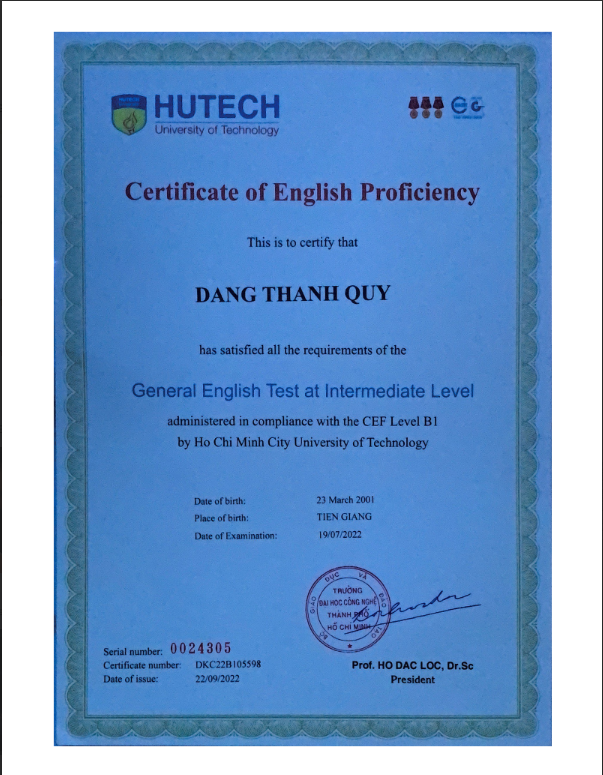 HUTECH
University of Technology
Certificate of English Proficiency
This is to certify that
DANG THANH QUY
has satisfied all the requirements of the
General English Test at Intermediate Level
administered in compliance with the CEF Level B1
by Ho Chi Minh City University of Technology
Date of birth: 23 March 2001
Place of birth: TIEN GIANG
Date of Examination: 19/07/2022
BỘ GIÁO DỤC VÀ ĐÀO TẠO
TRƯỜNG
ĐẠI HỌC CÔNG NGHỆ
THÀNH PHỐ
HỒ CHÍ MINH
Serial number: 0024305
Certificate number: DKC22B105598
Date of issue: 22/09/2022
Prof. HO DAC LOC, Dr.Sc
President